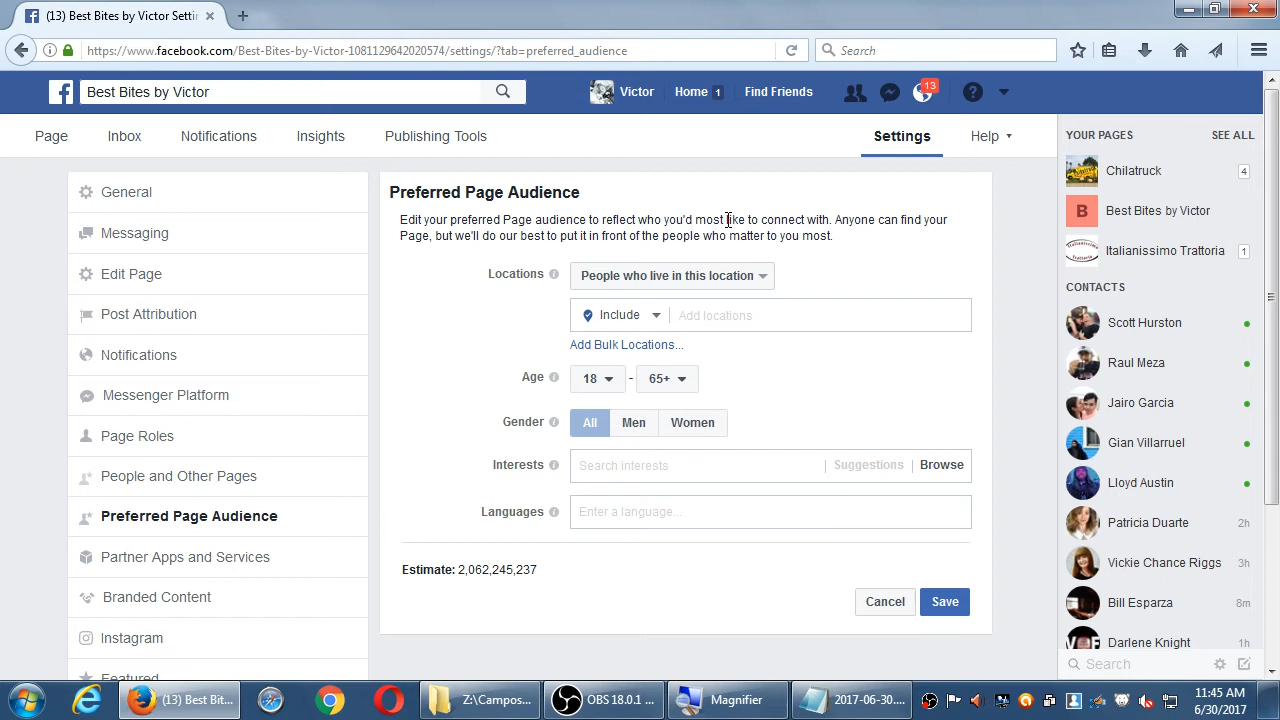 (13) Best Bites by Victor Setti
https://www.facebook.com/Best-Bites-by-Victor-1081129642020574/settings/?tab=preferred_audience
Search
Best Bites by Victor
Victor
Home 1
Find Friends
13
Page
Inbox
Notifications
Insights
Publishing Tools
Settings
Help
General
Messaging
Edit Page
Post Attribution
Notifications
Messenger Platform
Page Roles
People and Other Pages
Preferred Page Audience
Partner Apps and Services
Branded Content
Instagram
Featured
Preferred Page Audience
Edit your preferred Page audience to reflect who you'd most like to connect with. Anyone can find your
Page, but we'll do our best to put it in front of the people who matter to you most.
Locations
People who live in this location
Include
Add locations
Add Bulk Locations...
Age
18 - 65+
Gender
All Men Women
Interests
Search interests
Suggestions
Browse
Languages
Enter a language...
Estimate: 2,062,245,237
Cancel
Save
YOUR PAGES
SEE ALL
Chilatruck 4
B Best Bites by Victor
Italianissimo Trattoria 1
CONTACTS
Scott Hurston
Raul Meza
Jairo Garcia
Gian Villarruel
Lloyd Austin
Patricia Duarte 2h
Vickie Chance Riggs 3h
Bill Esparza 8m
Darlene Knight 1h
Search
(13) Best Bit...
Z:\Campos...
OBS 18.0.1 ...
Magnifier
2017-06-30....
11:45 AM
6/30/2017